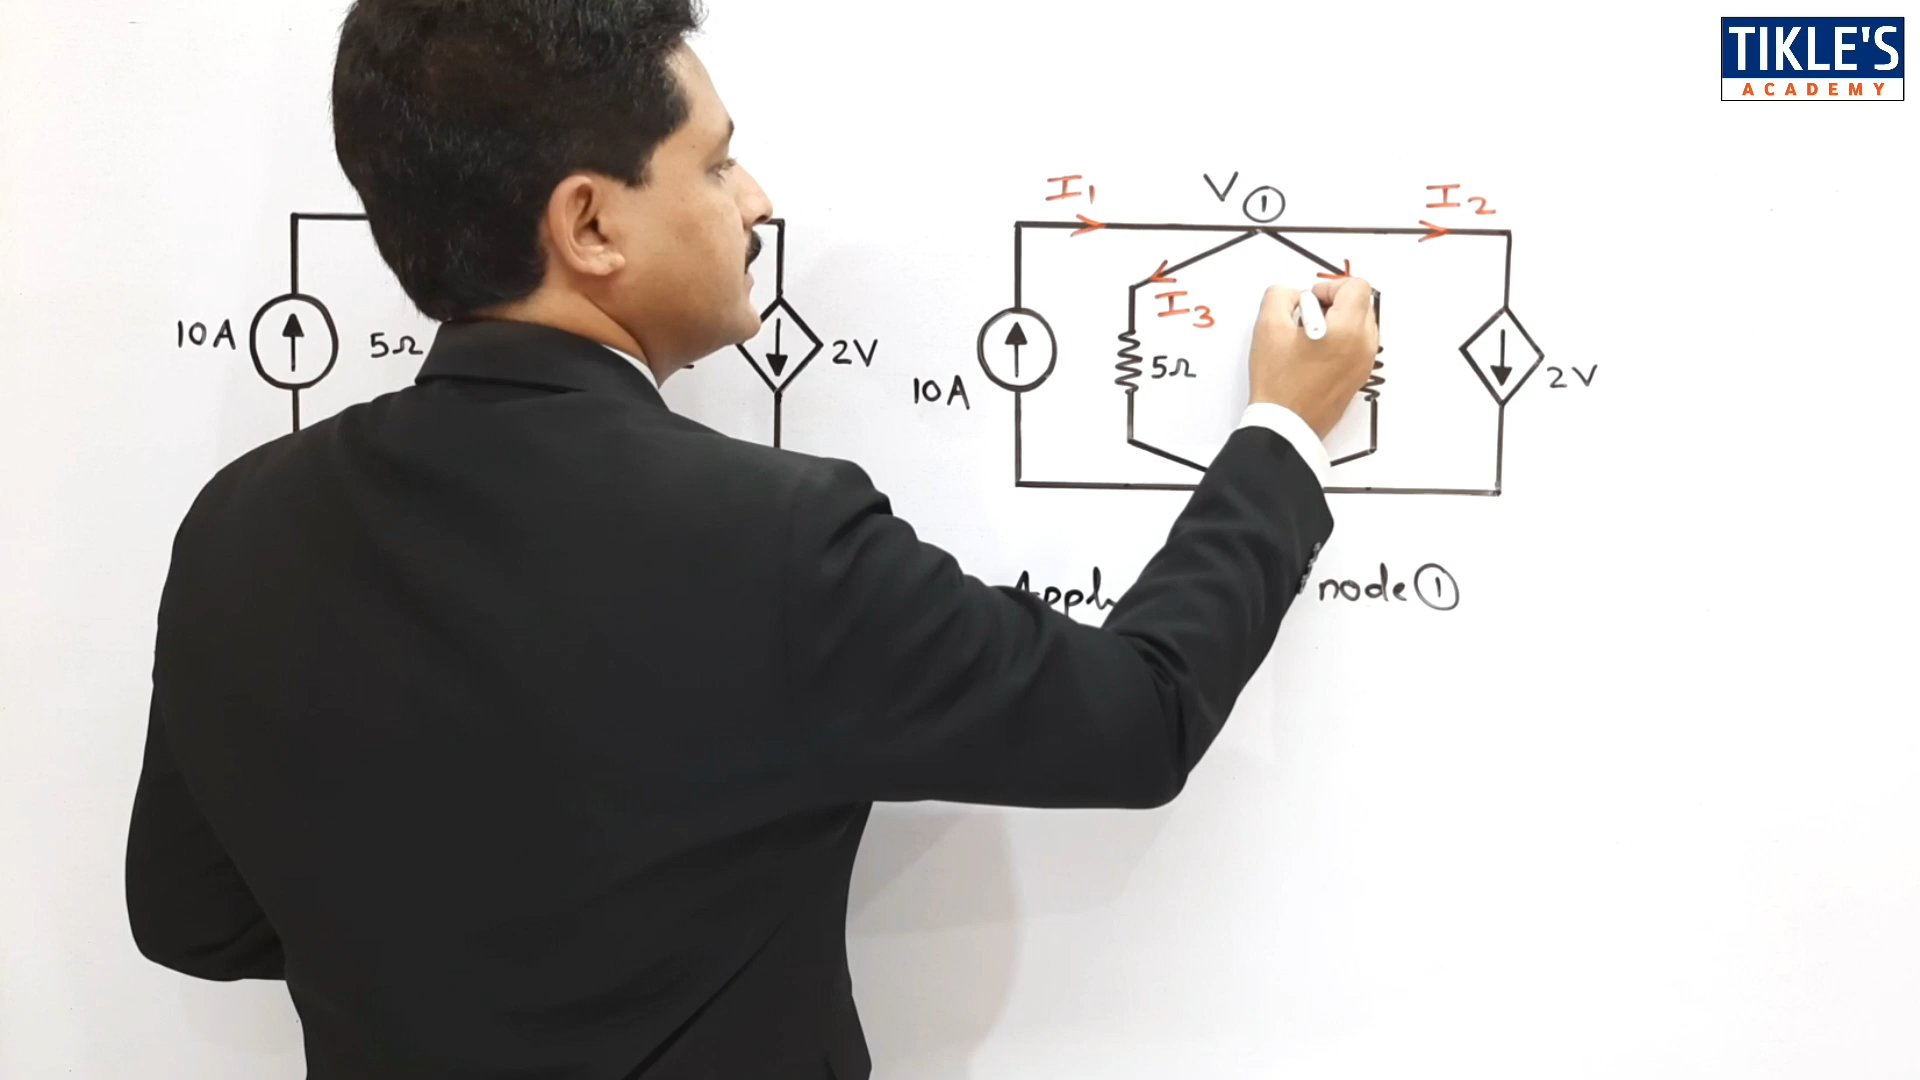 TIKLE'S
ACADEMY
10A
5Ω
2V
I1
V 1
I2
I3
10A
5Ω
2V
node 1